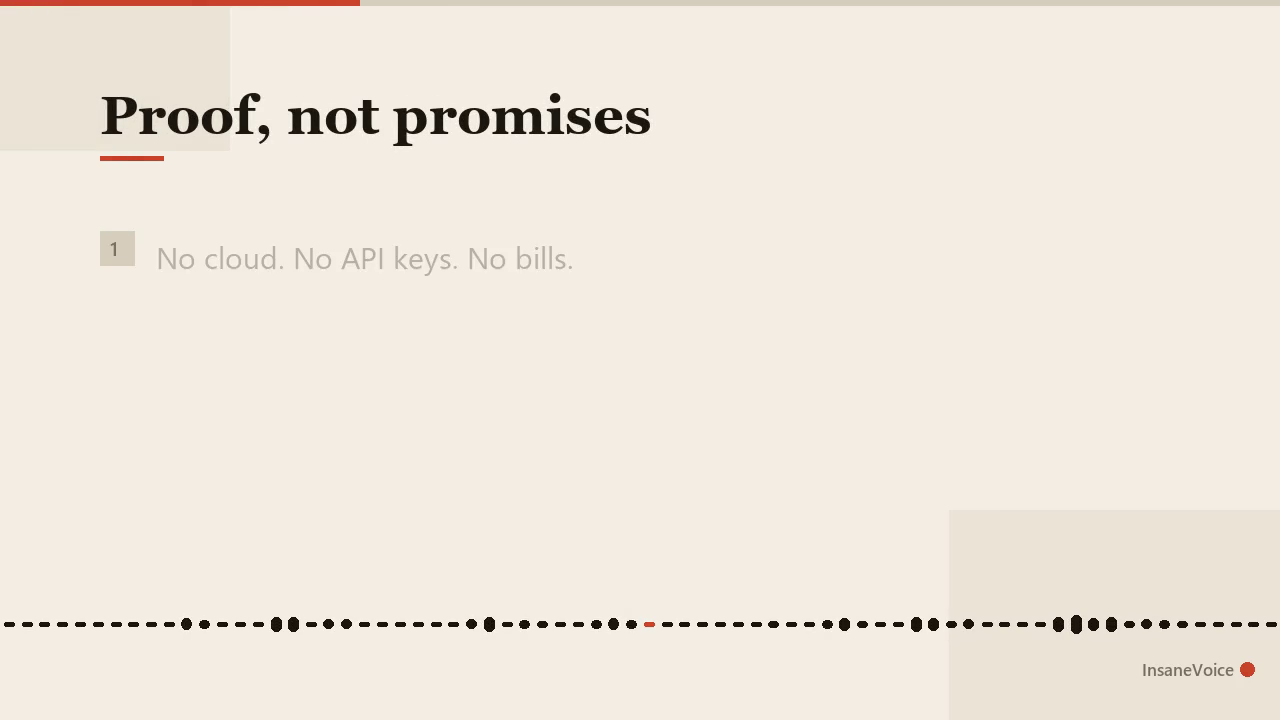 Proof, not promises
1
No cloud. No API keys. No bills.
InsaneVoice